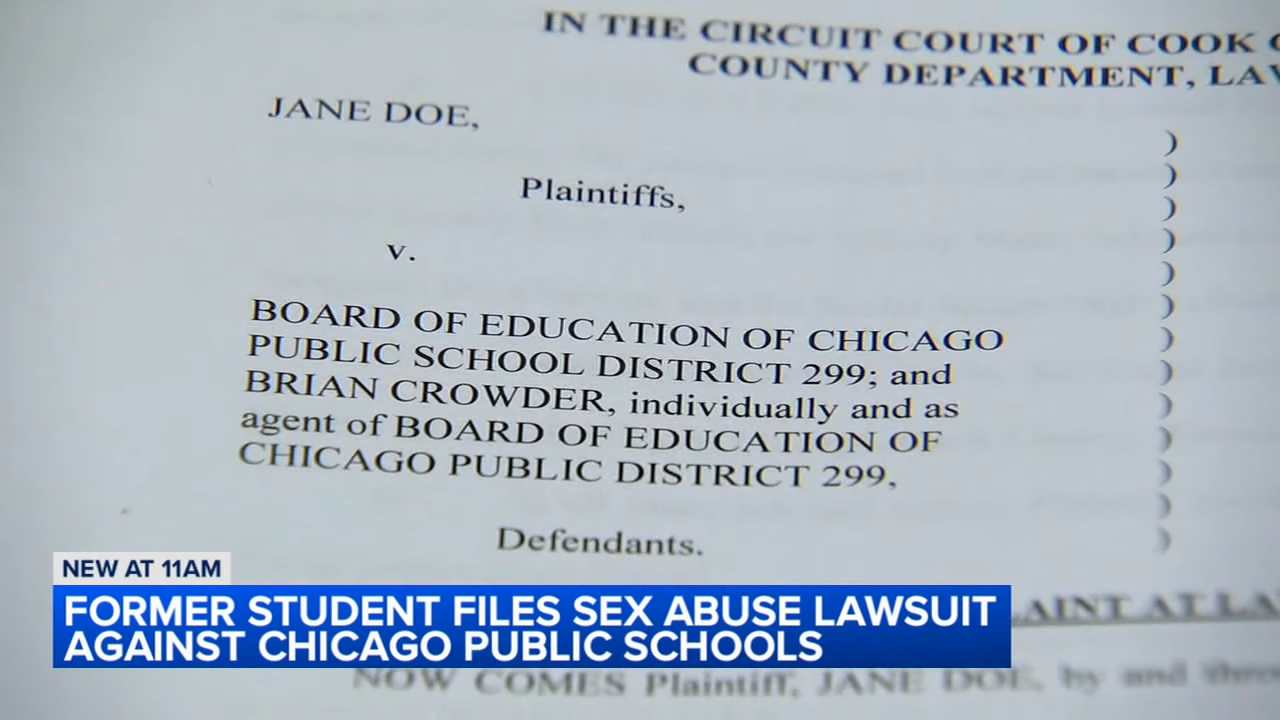 IN THE CIRCUIT COURT OF COOK
COUNTY DEPARTMENT,
JANE DOE,
)
)
Plaintiffs,
)
)
v.
)
)
BOARD OF EDUCATION OF CHICAGO
)
PUBLIC SCHOOL DISTRICT 299; and
)
BRIAN CROWDER, individually and as
)
agent of BOARD OF EDUCATION OF
)
CHICAGO PUBLIC DISTRICT 299,
)
)
Defendants.
)
)
NEW AT 11AM
FORMER STUDENT FILES SEX ABUSE LAWSUIT
AGAINST CHICAGO PUBLIC SCHOOLS
AINT AT LA
NOW COMES Plaintiff, JANE DOE, by and